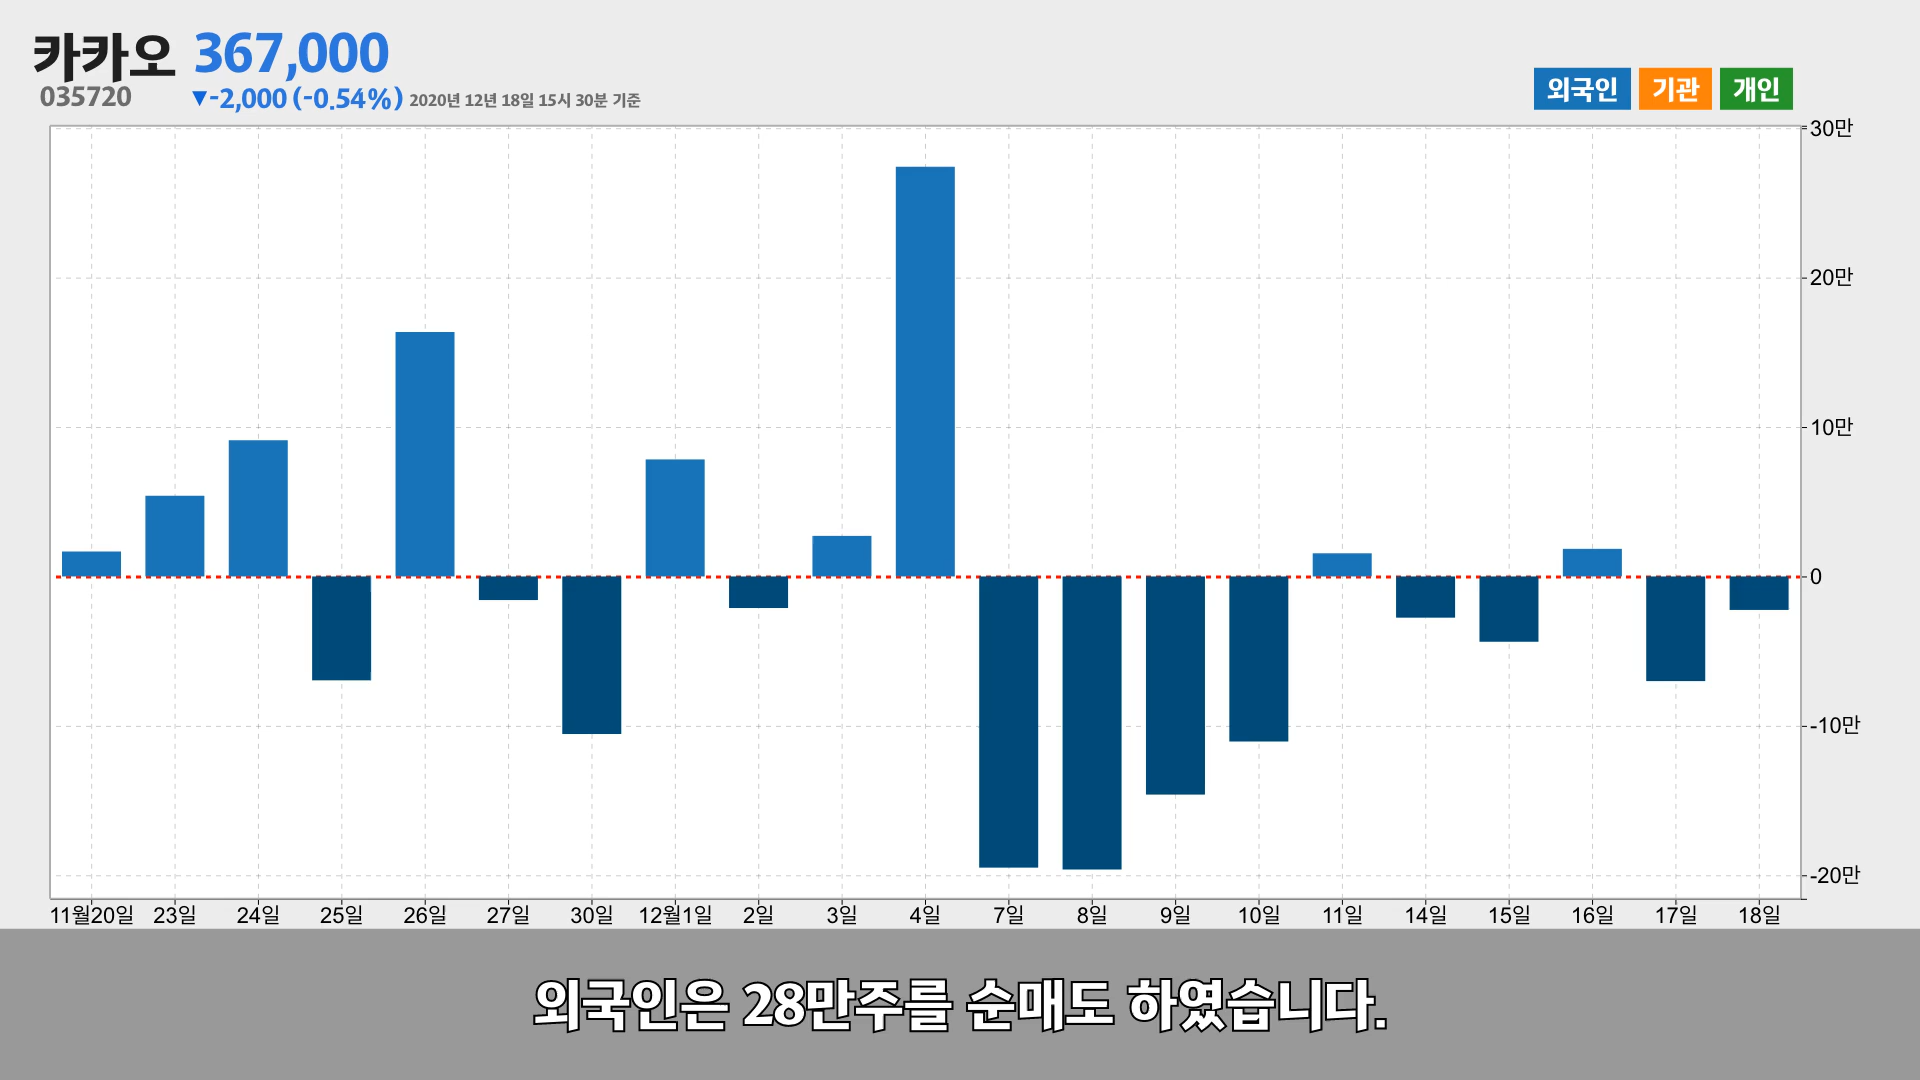 카카오 367,000
035720 ▼-2,000 (-0.54%) 2020년 12년 18일 15시 30분 기준
외국인 기관 개인
30만
20만
10만
0
-10만
-20만
11월20일 23일 24일 25일 26일 27일 30일 12월1일 2일 3일 4일 7일 8일 9일 10일 11일 14일 15일 16일 17일 18일
외국인은 28만주를 순매도 하였습니다.